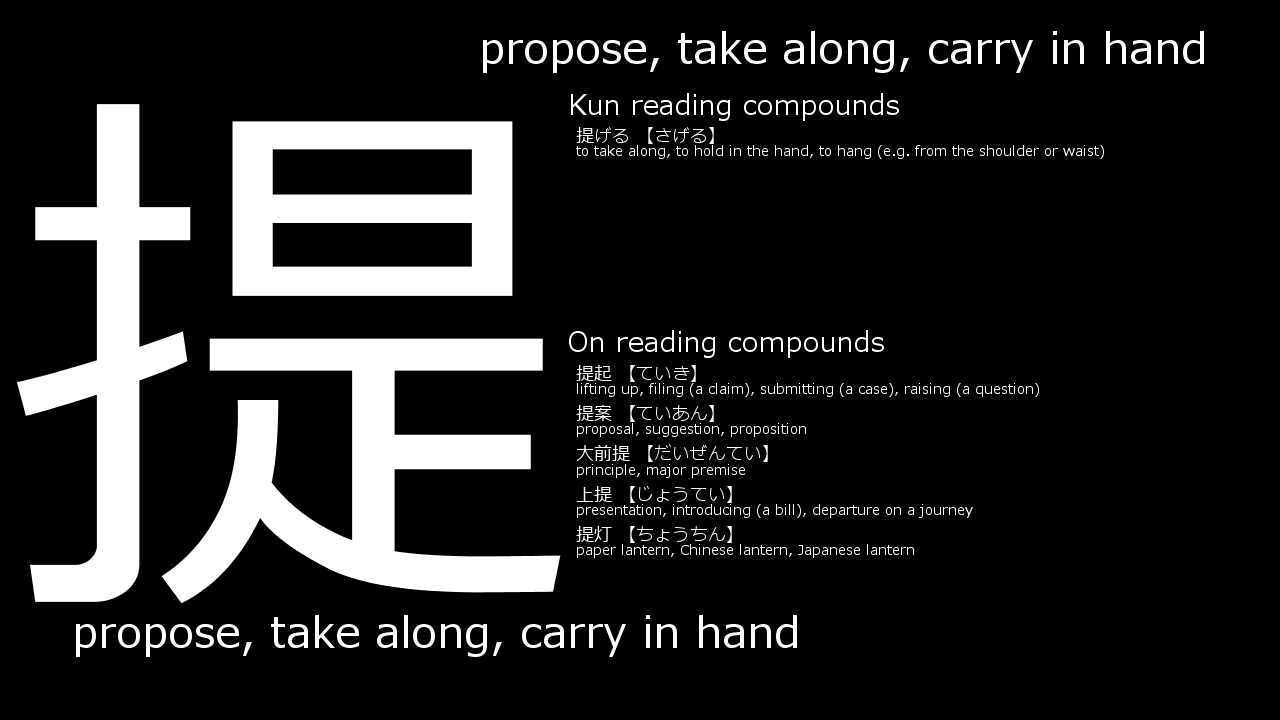 propose, take along, carry in hand
提
Kun reading compounds
提げる 【さげる】
to take along, to hold in the hand, to hang (e.g. from the shoulder or waist)
On reading compounds
提起 【ていき】
lifting up, filing (a claim), submitting (a case), raising (a question)
提案 【ていあん】
proposal, suggestion, proposition
大前提 【だいぜんてい】
principle, major premise
上提 【じょうてい】
presentation, introducing (a bill), departure on a journey
提灯 【ちょうちん】
paper lantern, Chinese lantern, Japanese lantern
propose, take along, carry in hand